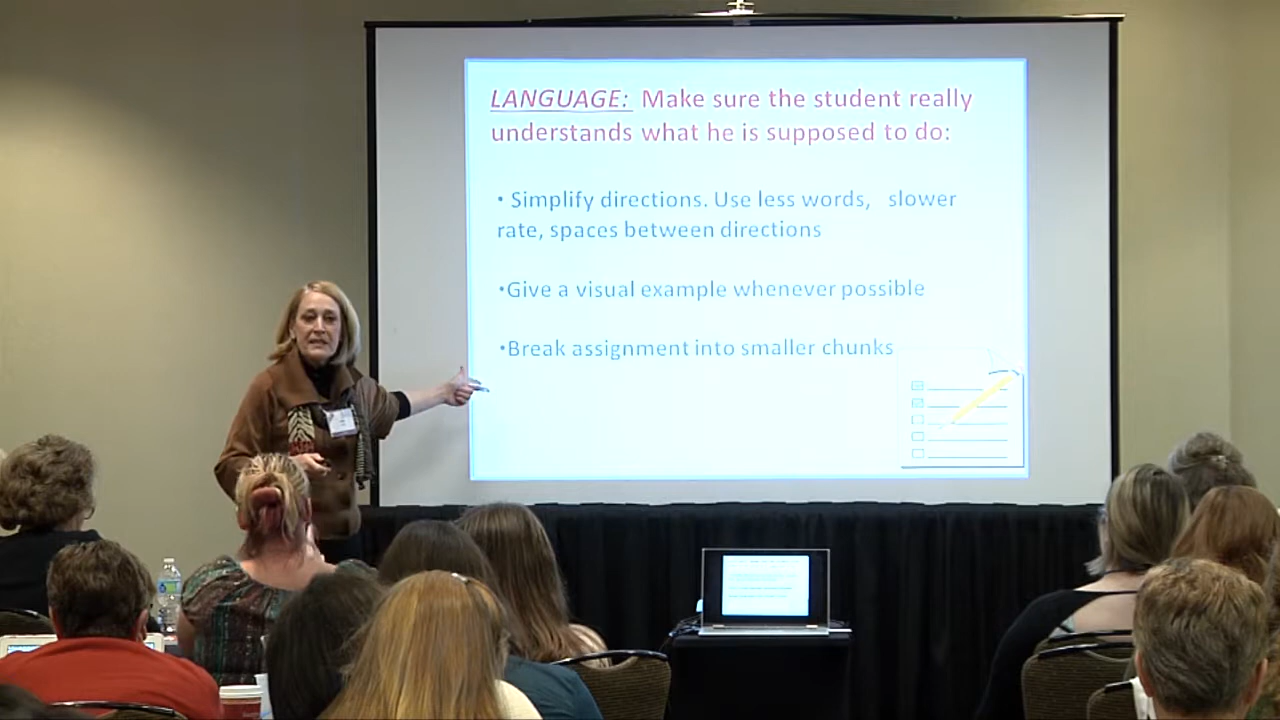 LANGUAGE: Make sure the student really
understands what he is supposed to do:
• Simplify directions. Use less words, slower
rate, spaces between directions
•Give a visual example whenever possible
•Break assignment into smaller chunks